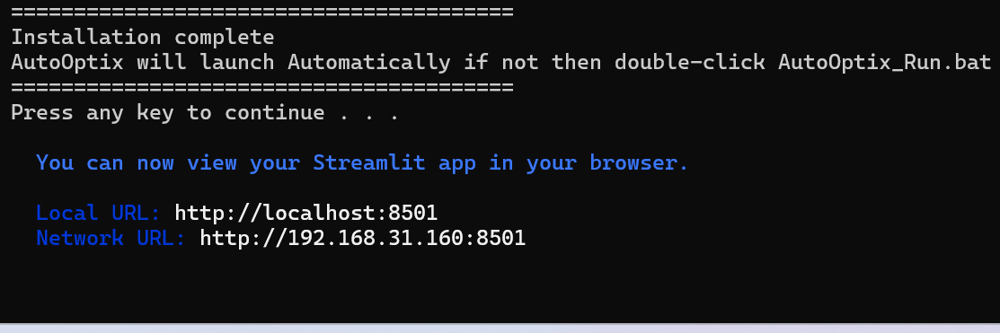 ========================================
Installation complete
AutoOptix will launch Automatically if not then double-click AutoOptix_Run.bat
========================================
Press any key to continue . . .
You can now view your Streamlit app in your browser.
Local URL: http://localhost:8501
Network URL: http://192.168.31.160:8501